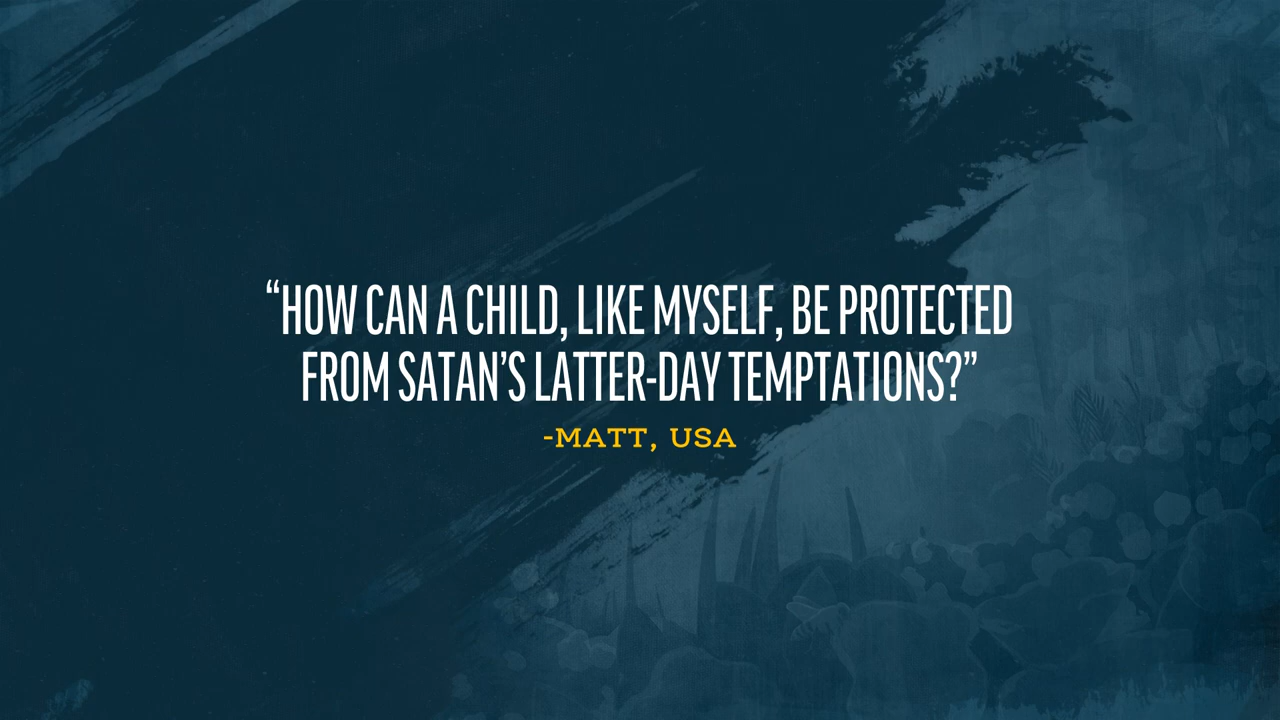 “HOW CAN A CHILD, LIKE MYSELF, BE PROTECTED
FROM SATAN’S LATTER-DAY TEMPTATIONS?”
-MATT, USA